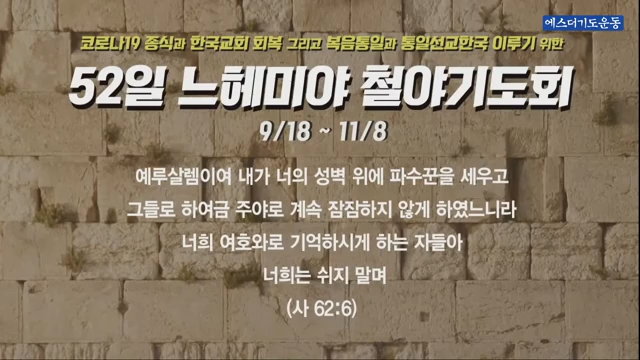 에스더기도운동
코로나19 종식과 한국교회 회복 그리고 복음통일과 통일선교한국 이루기 위한
52일 느헤미야 철야기도회
9/18 ~ 11/8
예루살렘이여 내가 너의 성벽 위에 파수꾼을 세우고
그들로 하여금 주야로 계속 잠잠하지 않게 하였느니라
너희 여호와로 기억하시게 하는 자들아
너희는 쉬지 말며
(사 62:6)